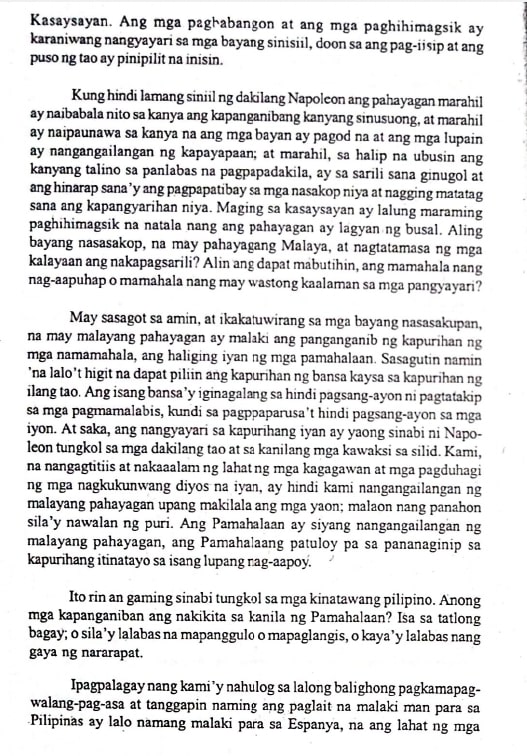 Kasaysayan. Ang mga pagbabangon at ang mga paghihimagsik ay
karaniwang nangyayari sa mga bayang sinisiil, doon sa ang pag-iisip at ang
puso ng tao ay pinipilit na inisin.
Kung hindi lamang siniil ng dakilang Napoleon ang pahayagan marahil
ay naibabala nito sa kanya ang kapanganibang kanyang sinusuong, at marahil
ay naipaunawa sa kanya na ang mga bayan ay pagod na at ang mga lupain
ay nangangailangan ng kapayapaan; at marahil, sa halip na ubusin ang
kanyang talino sa panlabas na pagpapadakila, ay sa sarili sana ginugol at
ang hinarap sana'y ang pagpapatibay sa mga nasakop niya at nagging matatag
sana ang kapangyarihan niya. Maging sa kasaysayan ay lalung maraming
paghihimagsik na natala nang ang pahayagan ay lagyan ng busal. Aling
bayang nasasakop, na may pahayagang Malaya, at nagtatamasa ng mga
kalayaan ang nakapagsarili? Alin ang dapat mabutihin, ang mamahala nang
nag-aapuhap o mamahala nang may wastong kaalaman sa mga pangyayari?
May sasagot sa amin, at ikakatuwirang sa mga bayang nasasakupan,
na may malayang pahayagan ay malaki ang panganganib ng kapurihan ng
mga namamahala, ang haliging iyan ng mga pamahalaan. Sasagutin namin
'na lalo't higit na dapat piliin ang kapurihan ng bansa kaysa sa kapurihan ng
ilang tao. Ang isang bansa'y iginagalang sa hindi pagsang-ayon ni pagtatakip
sa mga pagmamalabis, kundi sa pagpaparusa't hindi pagsang-ayon sa mga
iyon. At saka, ang nangyayari sa kapurihang iyan ay yaong sinabi ni Napo-
leon tungkol sa mga dakilang tao at sa kanilang mga kawaksi sa silid. Kami,
na nangagtitiis at nakaaalam ng lahat ng mga kagagawan at mga pagduhagi
ng mga nagkukunwang diyos na iyan, ay hindi kami nangangailangan ng
malayang pahayagan upang makilala ang mga yaon; malaon nang panahon
sila'y nawalan ng puri. Ang Pamahalaan ay siyang nangangailangan ng
malayang pahayagan, ang Pamahalaang patuloy pa sa pananaginip sa
kapurihang itinatayo sa isang lupang nag-aapoy.
Ito rin an gaming sinabi tungkol sa mga kinatawang pilipino. Anong
mga kapanganiban ang nakikita sa kanila ng Pamahalaan? Isa sa tatlong
bagay; o sila'y lalabas na mapanggulo o mapaglangis, o kaya'y lalabas nang
gaya ng nararapat.
Ipagpalagay nang kami'y nahulog sa lalong balighong pagkamapag-
walang-pag-asa at tanggapin naming ang paglait na malaki man para sa
Pilipinas ay lalo namang malaki para sa Espanya, na ang lahat ng mga